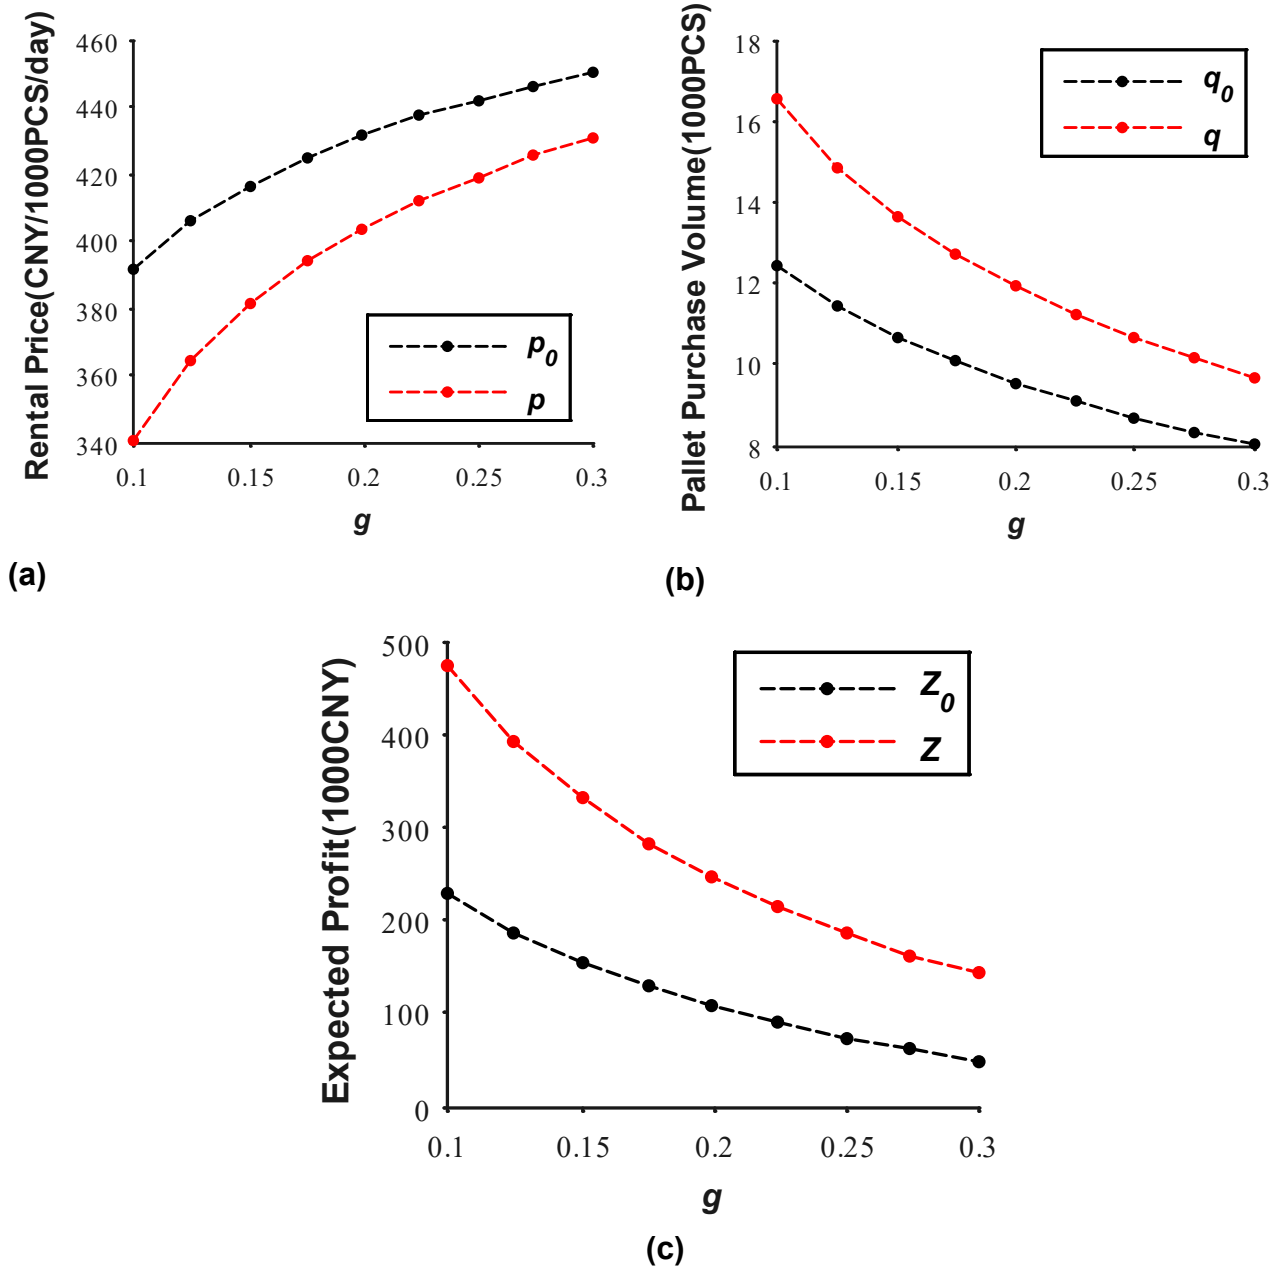 Rental Price(CNY/1000PCS/day)
460
440
420
400
380
360
340
0.1
0.15
0.2
0.25
0.3
g
p0
p
(a)
Pallet Purchase Volume(1000PCS)
18
16
14
12
10
8
0.1
0.15
0.2
0.25
0.3
g
q0
q
(b)
Expected Profit(1000CNY)
500
400
300
200
100
0
0.1
0.15
0.2
0.25
0.3
g
Z0
Z
(c)